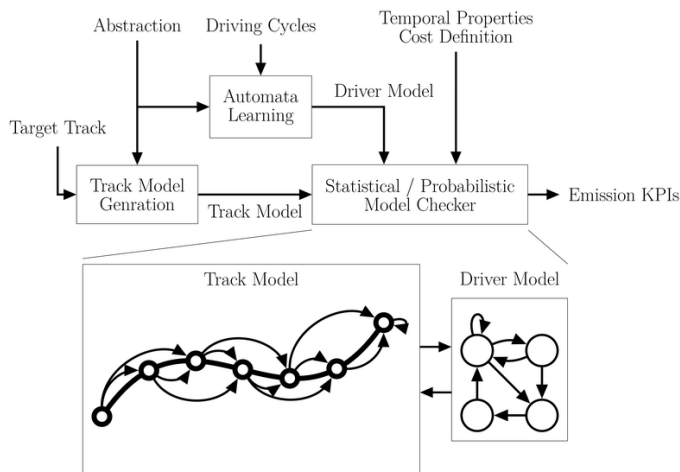 Abstraction
Driving Cycles
Temporal Properties
Cost Definition
Automata
Learning
Driver Model
Target Track
Track Model
Genration
Track Model
Statistical / Probabilistic
Model Checker
Emission KPIs
Track Model
Driver Model